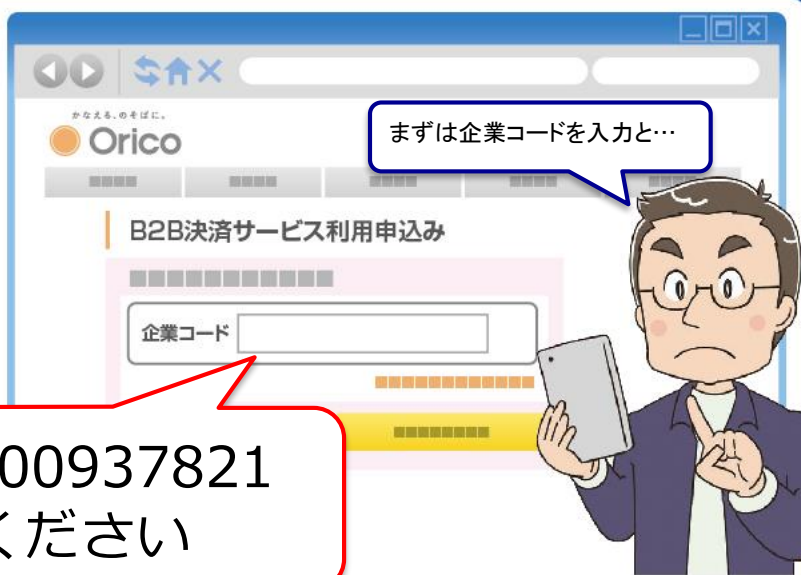 かなえる、のそばに。
Orico
まずは企業コードを入力と…
B2B決済サービス利用申込み
企業コード
00937821
ください